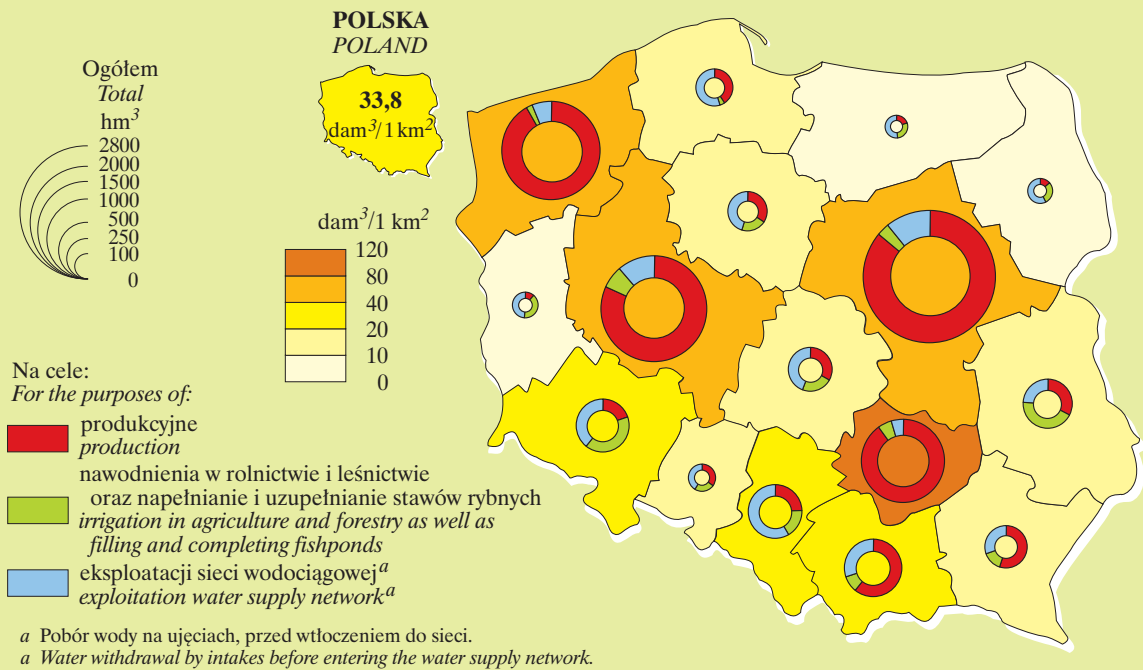 POLSKA
POLAND
33,8
dam³/1 km²
Ogółem
Total
hm³
2800
2000
1500
1000
500
250
100
0
dam³/1 km²
120
80
40
20
10
0
Na cele:
For the purposes of:
produkcyjne
production
nawodnienia w rolnictwie i leśnictwie
oraz napełnianie i uzupełnianie stawów rybnych
irrigation in agriculture and forestry as well as
filling and completing fishponds
eksploatacji sieci wodociągowej a
exploitation water supply network a
a Pobór wody na ujęciach, przed wtłoczeniem do sieci.
a Water withdrawal by intakes before entering the water supply network.